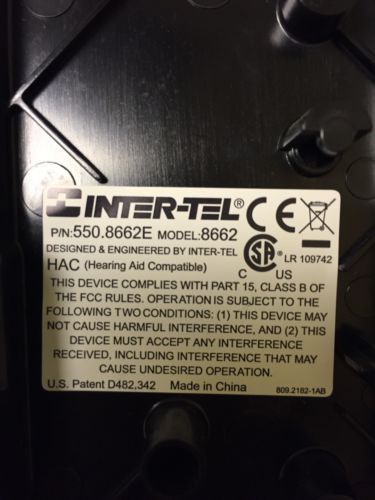 INTER-TEL®
P/N:550.8662E MODEL:8662
DESIGNED & ENGINEERED BY INTER-TEL
LR 109742
HAC (Hearing Aid Compatible)
C US
THIS DEVICE COMPLIES WITH PART 15, CLASS B OF
THE FCC RULES. OPERATION IS SUBJECT TO THE
FOLLOWING TWO CONDITIONS: (1) THIS DEVICE MAY
NOT CAUSE HARMFUL INTERFERENCE, AND (2) THIS
DEVICE MUST ACCEPT ANY INTERFERENCE
RECEIVED, INCLUDING INTERFERENCE THAT MAY
CAUSE UNDESIRED OPERATION.
U.S. Patent D482,342 Made in China
809.2182-1AB
CE
SA